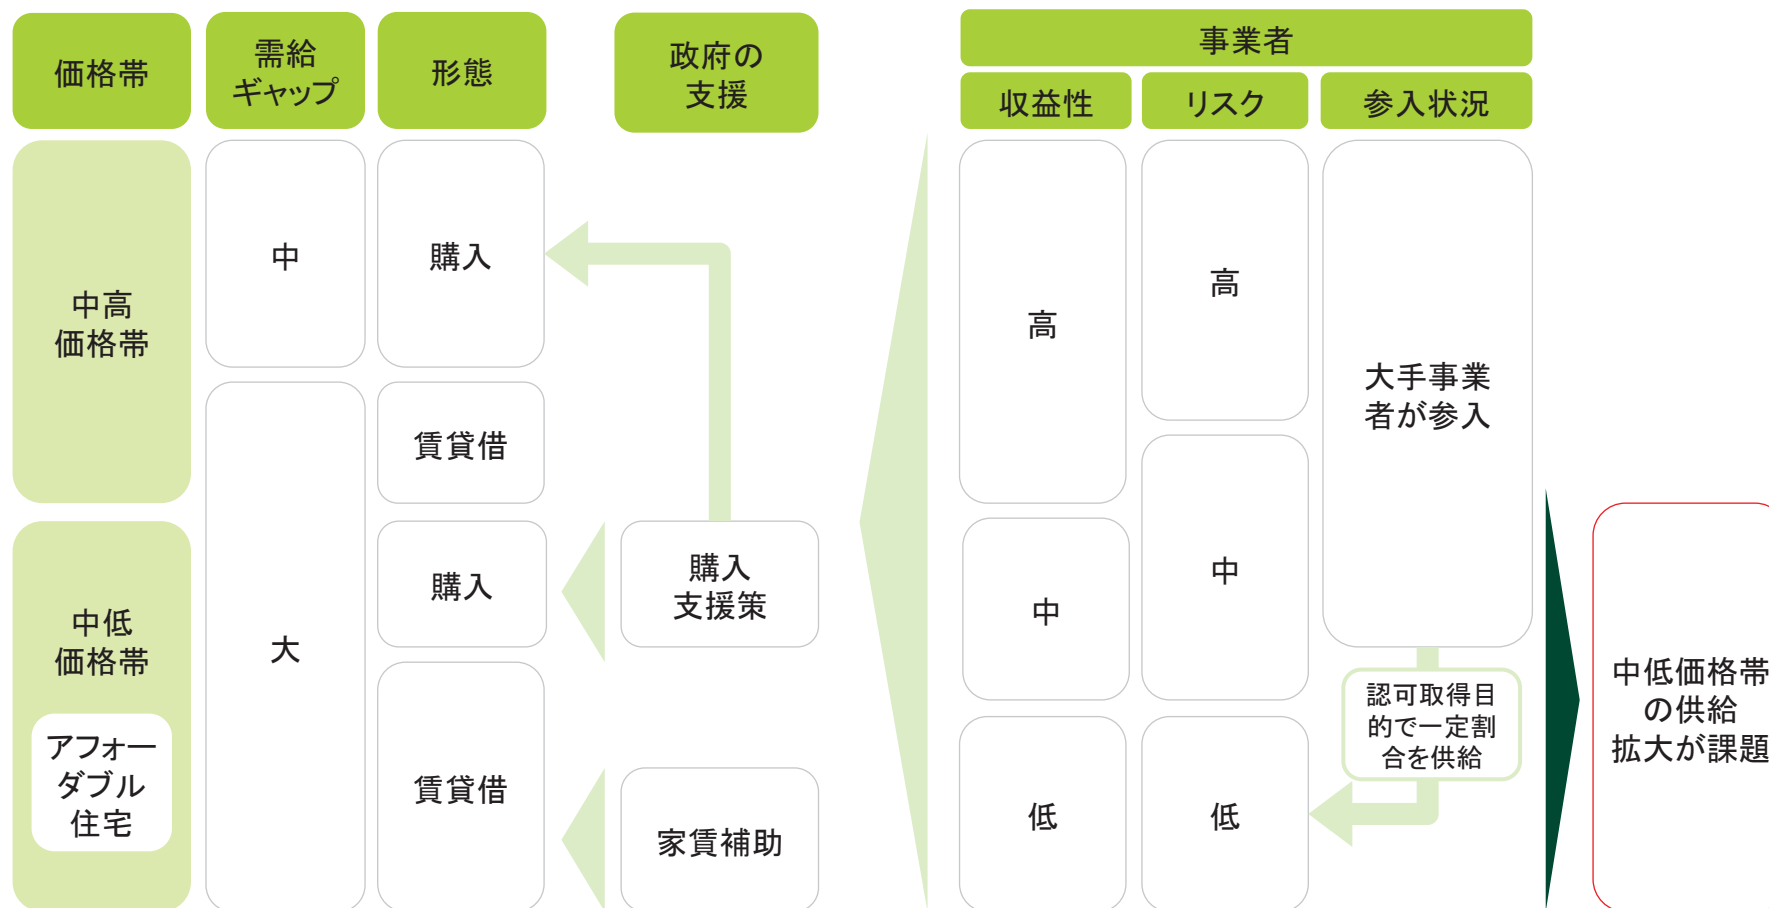 価格帯
需給
ギャップ
形態
政府の
支援
事業者
収益性
リスク
参入状況
中高
価格帯
中
購入
高
高
大手事業
者が参入
賃貸借
中低
価格帯
アフォー
ダブル
住宅
大
購入
購入
支援策
中
中
賃貸借
家賃補助
低
低
認可取得目
的で一定割
合を供給
中低価格帯
の供給
拡大が課題